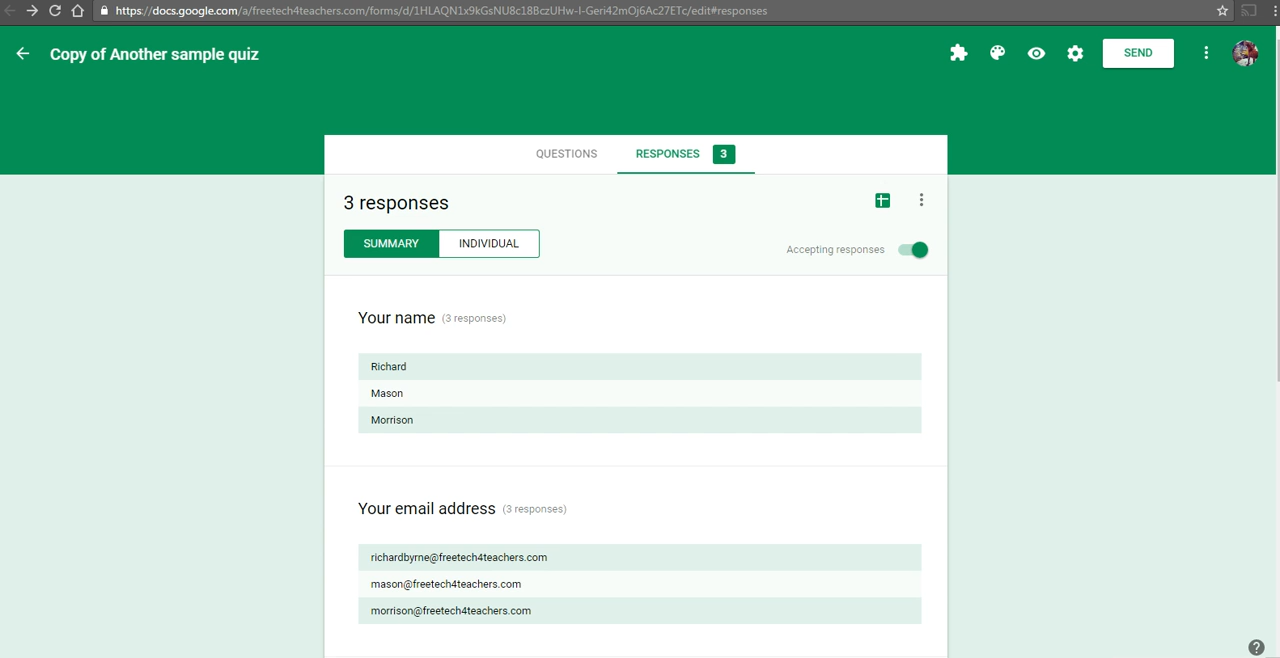 https://docs.google.com/a/freetech4teachers.com/forms/d/1HLAQN1x9kGsNU8c18BczUHw-I-Geri42mOj6Ac27ETc/edit#responses
Copy of Another sample quiz
SEND
QUESTIONS RESPONSES 3
3 responses
SUMMARY INDIVIDUAL
Accepting responses
Your name (3 responses)
Richard
Mason
Morrison
Your email address (3 responses)
richardbyrne@freetech4teachers.com
mason@freetech4teachers.com
morrison@freetech4teachers.com